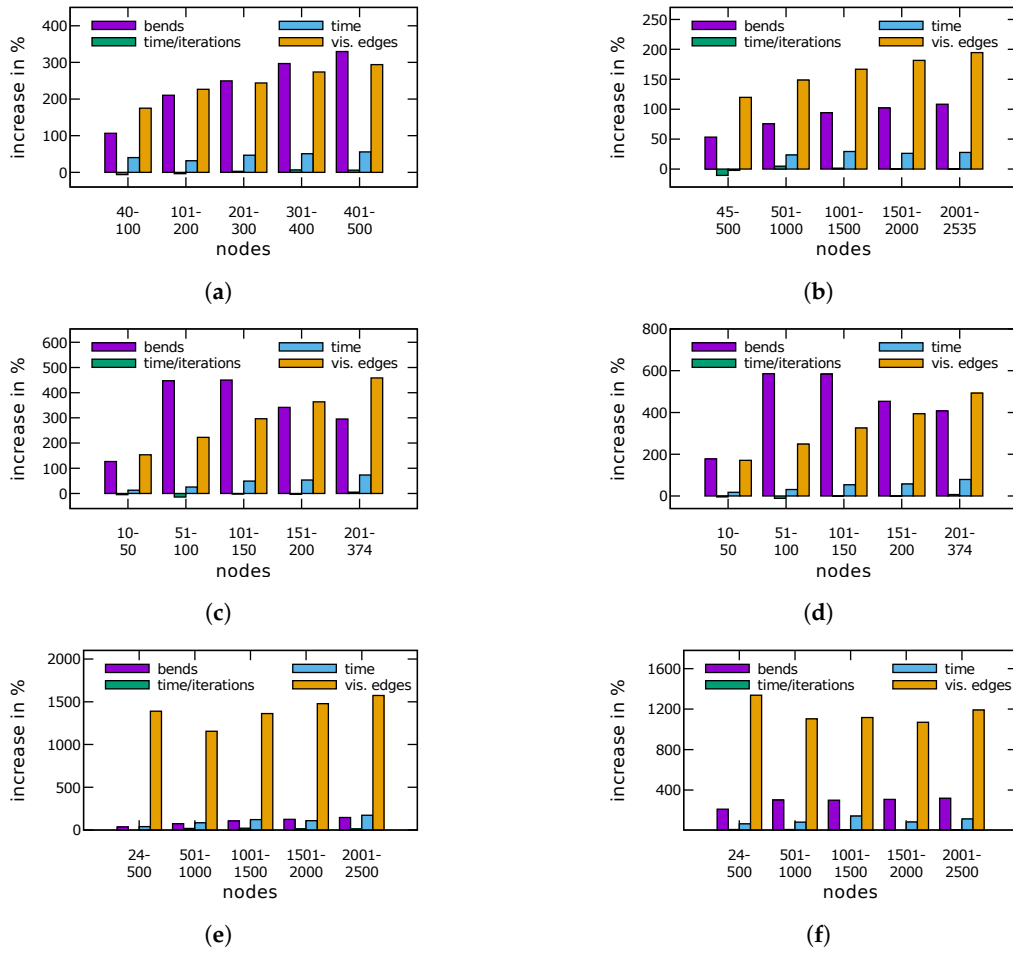 increase in %
400
300
200
100
0
bends
time
time/iterations
vis. edges
40-
100
101-
200
201-
300
301-
400
401-
500
nodes
(a)
increase in %
250
200
150
100
50
0
bends
time
time/iterations
vis. edges
45-
500
501-
1000
1001-
1500
1501-
2000
2001-
2535
nodes
(b)
increase in %
600
500
400
300
200
100
0
bends
time
time/iterations
vis. edges
10-
50
51-
100
101-
150
151-
200
201-
374
nodes
(c)
increase in %
800
600
400
200
0
bends
time
time/iterations
vis. edges
10-
50
51-
100
101-
150
151-
200
201-
374
nodes
(d)
increase in %
2000
1500
1000
500
0
bends
time
time/iterations
vis. edges
24-
500
501-
1000
1001-
1500
1501-
2000
2001-
2500
nodes
(e)
increase in %
1600
1200
800
400
bends
time
time/iterations
vis. edges
24-
500
501-
1000
1001-
1500
1501-
2000
2001-
2500
nodes
(f)